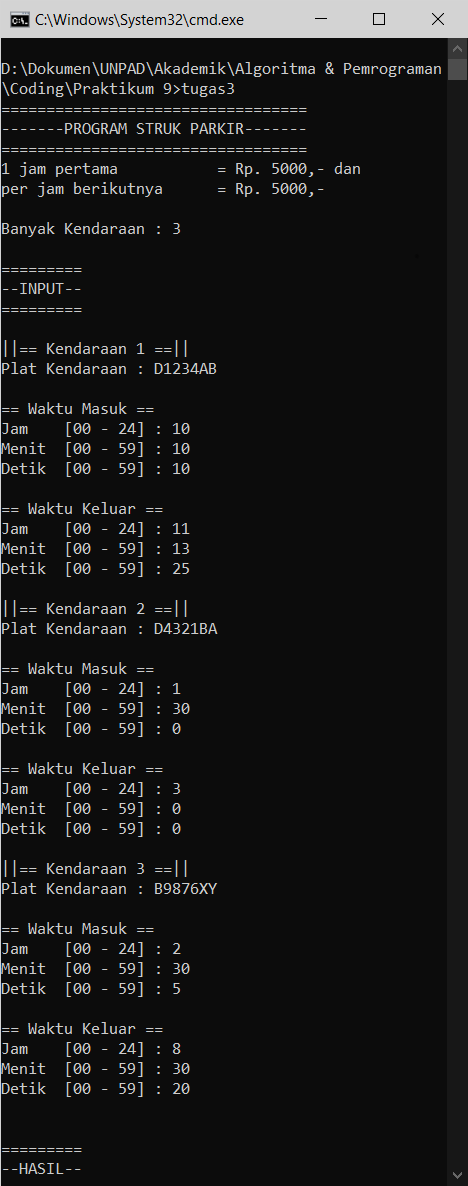 C:\Windows\System32\cmd.exe
D:\Dokumen\UNPAD\Akademik\Algoritma & Pemrograman
\Coding\Praktikum 9>tugas3
==================================
-------PROGRAM STRUK PARKIR-------
==================================
1 jam pertama           = Rp. 5000,- dan
per jam berikutnya      = Rp. 5000,-
Banyak Kendaraan : 3
=========
--INPUT--
=========
||== Kendaraan 1 ==||
Plat Kendaraan : D1234AB
== Waktu Masuk ==
Jam    [00 - 24] : 10
Menit  [00 - 59] : 10
Detik  [00 - 59] : 10
== Waktu Keluar ==
Jam    [00 - 24] : 11
Menit  [00 - 59] : 13
Detik  [00 - 59] : 25
||== Kendaraan 2 ==||
Plat Kendaraan : D4321BA
== Waktu Masuk ==
Jam    [00 - 24] : 1
Menit  [00 - 59] : 30
Detik  [00 - 59] : 0
== Waktu Keluar ==
Jam    [00 - 24] : 3
Menit  [00 - 59] : 0
Detik  [00 - 59] : 0
||== Kendaraan 3 ==||
Plat Kendaraan : B9876XY
== Waktu Masuk ==
Jam    [00 - 24] : 2
Menit  [00 - 59] : 30
Detik  [00 - 59] : 5
== Waktu Keluar ==
Jam    [00 - 24] : 8
Menit  [00 - 59] : 30
Detik  [00 - 59] : 20
=========
--HASIL--